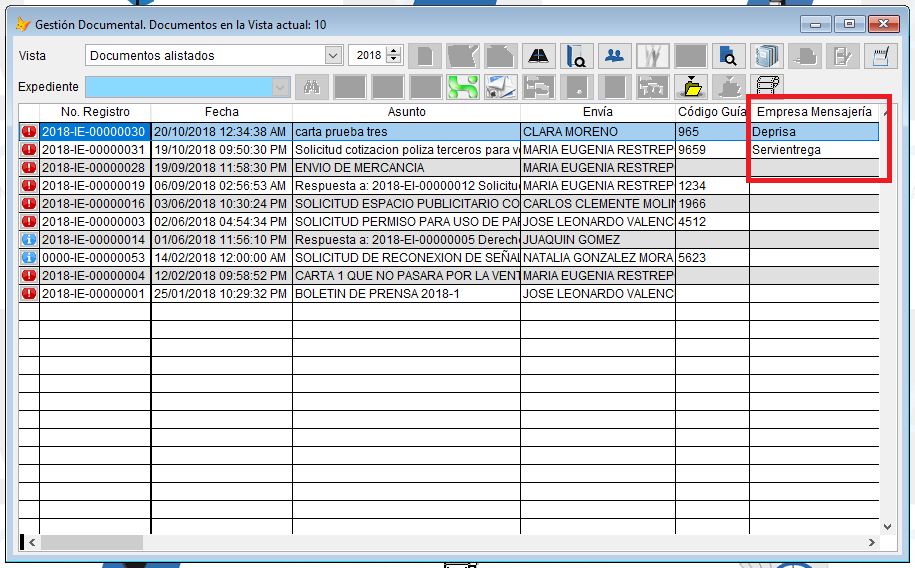 Gestión Documental. Documentos en la Vista actual: 10
Vista Documentos alistados 2018
Expediente
No. Registro Fecha Asunto Envía Código Guía Empresa Mensajería
2018-IE-00000030 20/10/2018 12:34:38 AM carta prueba tres CLARA MORENO 965 Deprisa
2018-IE-00000031 19/10/2018 09:50:30 PM Solicitud cotizacion poliza terceros para v MARIA EUGENIA RESTREP 9659 Servientrega
2018-IE-00000028 19/09/2018 11:58:30 PM ENVIO DE MERCANCIA MARIA EUGENIA RESTREP
2018-IE-00000019 06/09/2018 02:56:53 AM Respuesta a: 2018-EI-00000012 Solicitu MARIA EUGENIA RESTREP 1234
2018-IE-00000016 03/06/2018 10:30:24 PM SOLICITUD ESPACIO PUBLICITARIO CO CARLOS CLEMENTE MOLIN 1966
2018-IE-00000003 02/06/2018 04:54:34 PM SOLICITUD PERMISO PARA USO DE PAR JOSE LEONARDO VALENC 4512
2018-IE-00000014 01/06/2018 11:56:10 PM Respuesta a: 2018-EI-00000005 Derech JUAQUIN GOMEZ
0000-IE-00000053 14/02/2018 12:00:00 AM SOLICITUD DE RECONEXION DE SEÑAL NATALIA GONZALEZ MORA 5623
2018-IE-00000004 12/02/2018 09:58:52 PM CARTA 1 QUE NO PASARA POR LA VENT MARIA EUGENIA RESTREP
2018-IE-00000001 25/01/2018 10:29:32 PM BOLETIN DE PRENSA 2018-1 JOSE LEONARDO VALENC